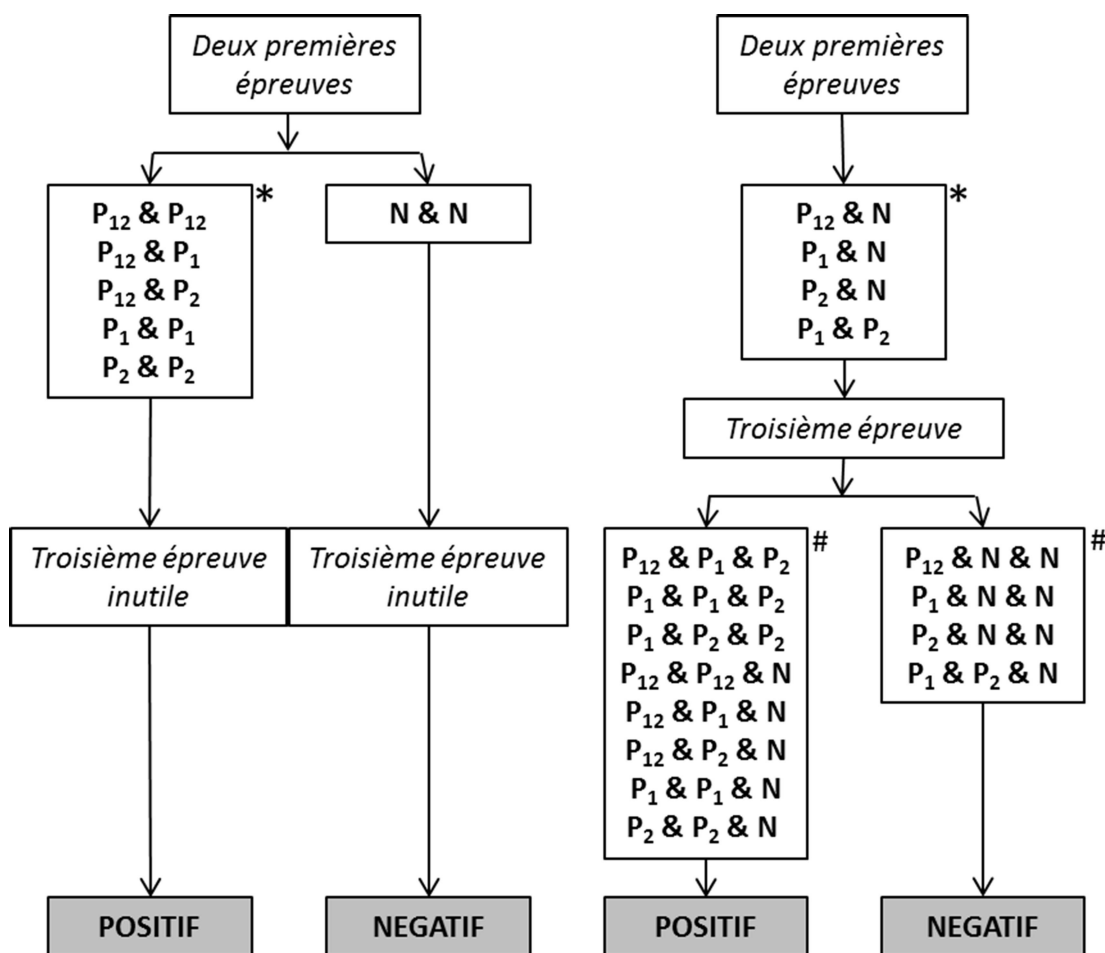 Deux premières
épreuves
P12 & P12
P12 & P1
P12 & P2
P1 & P1
P2 & P2
*
N & N
Troisième épreuve
inutile
Troisième épreuve
inutile
POSITIF
NEGATIF
Deux premières
épreuves
P12 & N
P1 & N
P2 & N
P1 & P2
*
Troisième épreuve
P12 & P1 & P2
P1 & P1 & P2
P1 & P2 & P2
P12 & P12 & N
P12 & P1 & N
P12 & P2 & N
P1 & P1 & N
P2 & P2 & N
#
P12 & N & N
P1 & N & N
P2 & N & N
P1 & P2 & N
#
POSITIF
NEGATIF